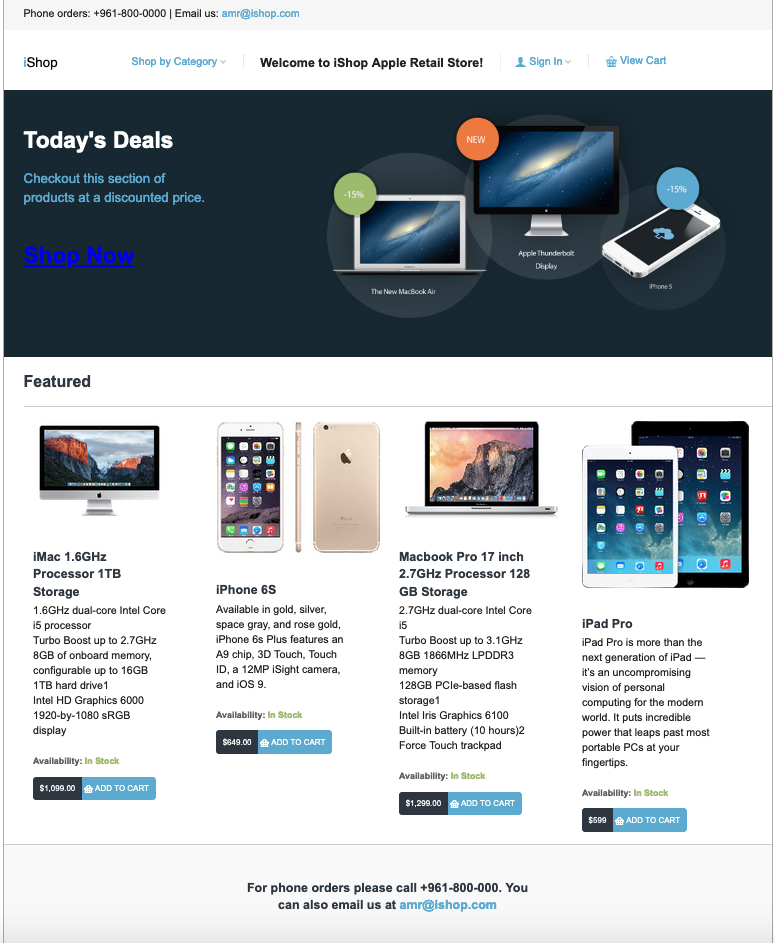 Phone orders: +961-800-0000 | Email us: amr@ishop.com
iShop
Shop by Category
Welcome to iShop Apple Retail Store!
Sign In
View Cart
Today's Deals
Checkout this section of
products at a discounted price.
Shop Now
-15%
NEW
-15%
The New MacBook Air
Apple Thunderbolt
Display
iPhone 5
Featured
iMac 1.6GHz
Processor 1TB
Storage
1.6GHz dual-core Intel Core
i5 processor
Turbo Boost up to 2.7GHz
8GB of onboard memory,
configurable up to 16GB
1TB hard drive1
Intel HD Graphics 6000
1920-by-1080 sRGB
display
Availability: In Stock
$1,099.00 ADD TO CART
iPhone 6S
Available in gold, silver,
space gray, and rose gold,
iPhone 6s Plus features an
A9 chip, 3D Touch, Touch
ID, a 12MP iSight camera,
and iOS 9.
Availability: In Stock
$649.00 ADD TO CART
Macbook Pro 17 inch
2.7GHz Processor 128
GB Storage
2.7GHz dual-core Intel Core
i5
Turbo Boost up to 3.1GHz
8GB 1866MHz LPDDR3
memory
128GB PCIe-based flash
storage1
Intel Iris Graphics 6100
Built-in battery (10 hours)2
Force Touch trackpad
Availability: In Stock
$1,299.00 ADD TO CART
iPad Pro
iPad Pro is more than the
next generation of iPad —
it's an uncompromising
vision of personal
computing for the modern
world. It puts incredible
power that leaps past most
portable PCs at your
fingertips.
Availability: In Stock
$599 ADD TO CART
For phone orders please call +961-800-000. You
can also email us at amr@ishop.com